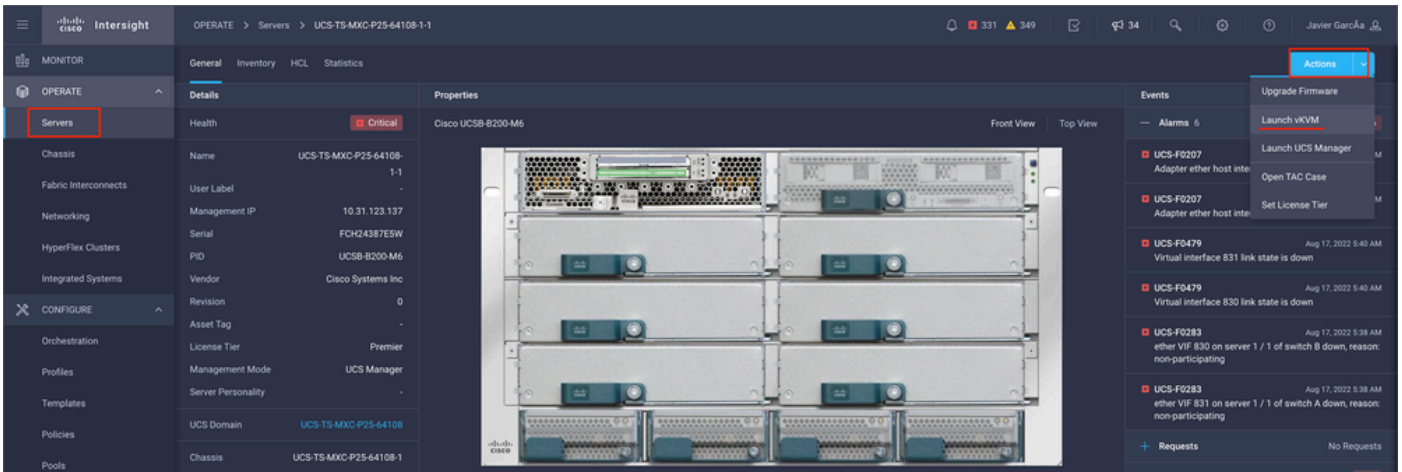 cisco Intersight
OPERATE > Servers > UCS-TS-MXC-P25-64108-1-1
331 349
34
Javier GarcÃa
MONITOR
OPERATE
Servers
Chassis
Fabric Interconnects
Networking
HyperFlex Clusters
Integrated Systems
CONFIGURE
Orchestration
Profiles
Templates
Policies
Pools
General Inventory HCL Statistics
Actions
Upgrade Firmware
Launch vKVM
Launch UCS Manager
Open TAC Case
Set License Tier
Details
Health Critical
Name UCS-TS-MXC-P25-64108-
1-1
User Label -
Management IP 10.31.123.137
Serial FCH24387E5W
PID UCSB-B200-M6
Vendor Cisco Systems Inc
Revision 0
Asset Tag -
License Tier Premier
Management Mode UCS Manager
Server Personality -
UCS Domain UCS-TS-MXC-P25-64108
Chassis UCS-TS-MXC-P25-64108-1
Properties
Cisco UCSB-B200-M6 Front View Top View
cisco
Events
— Alarms 6
UCS-F0207 M
Adapter ether host inte
UCS-F0207 M
Adapter ether host inte
UCS-F0479 Aug 17, 2022 5:40 AM
Virtual interface 831 link state is down
UCS-F0479 Aug 17, 2022 5:40 AM
Virtual interface 830 link state is down
UCS-F0283 Aug 17, 2022 5:38 AM
ether VIF 830 on server 1 / 1 of switch B down, reason:
non-participating
UCS-F0283 Aug 17, 2022 5:38 AM
ether VIF 831 on server 1 / 1 of switch A down, reason:
non-participating
+ Requests No Requests